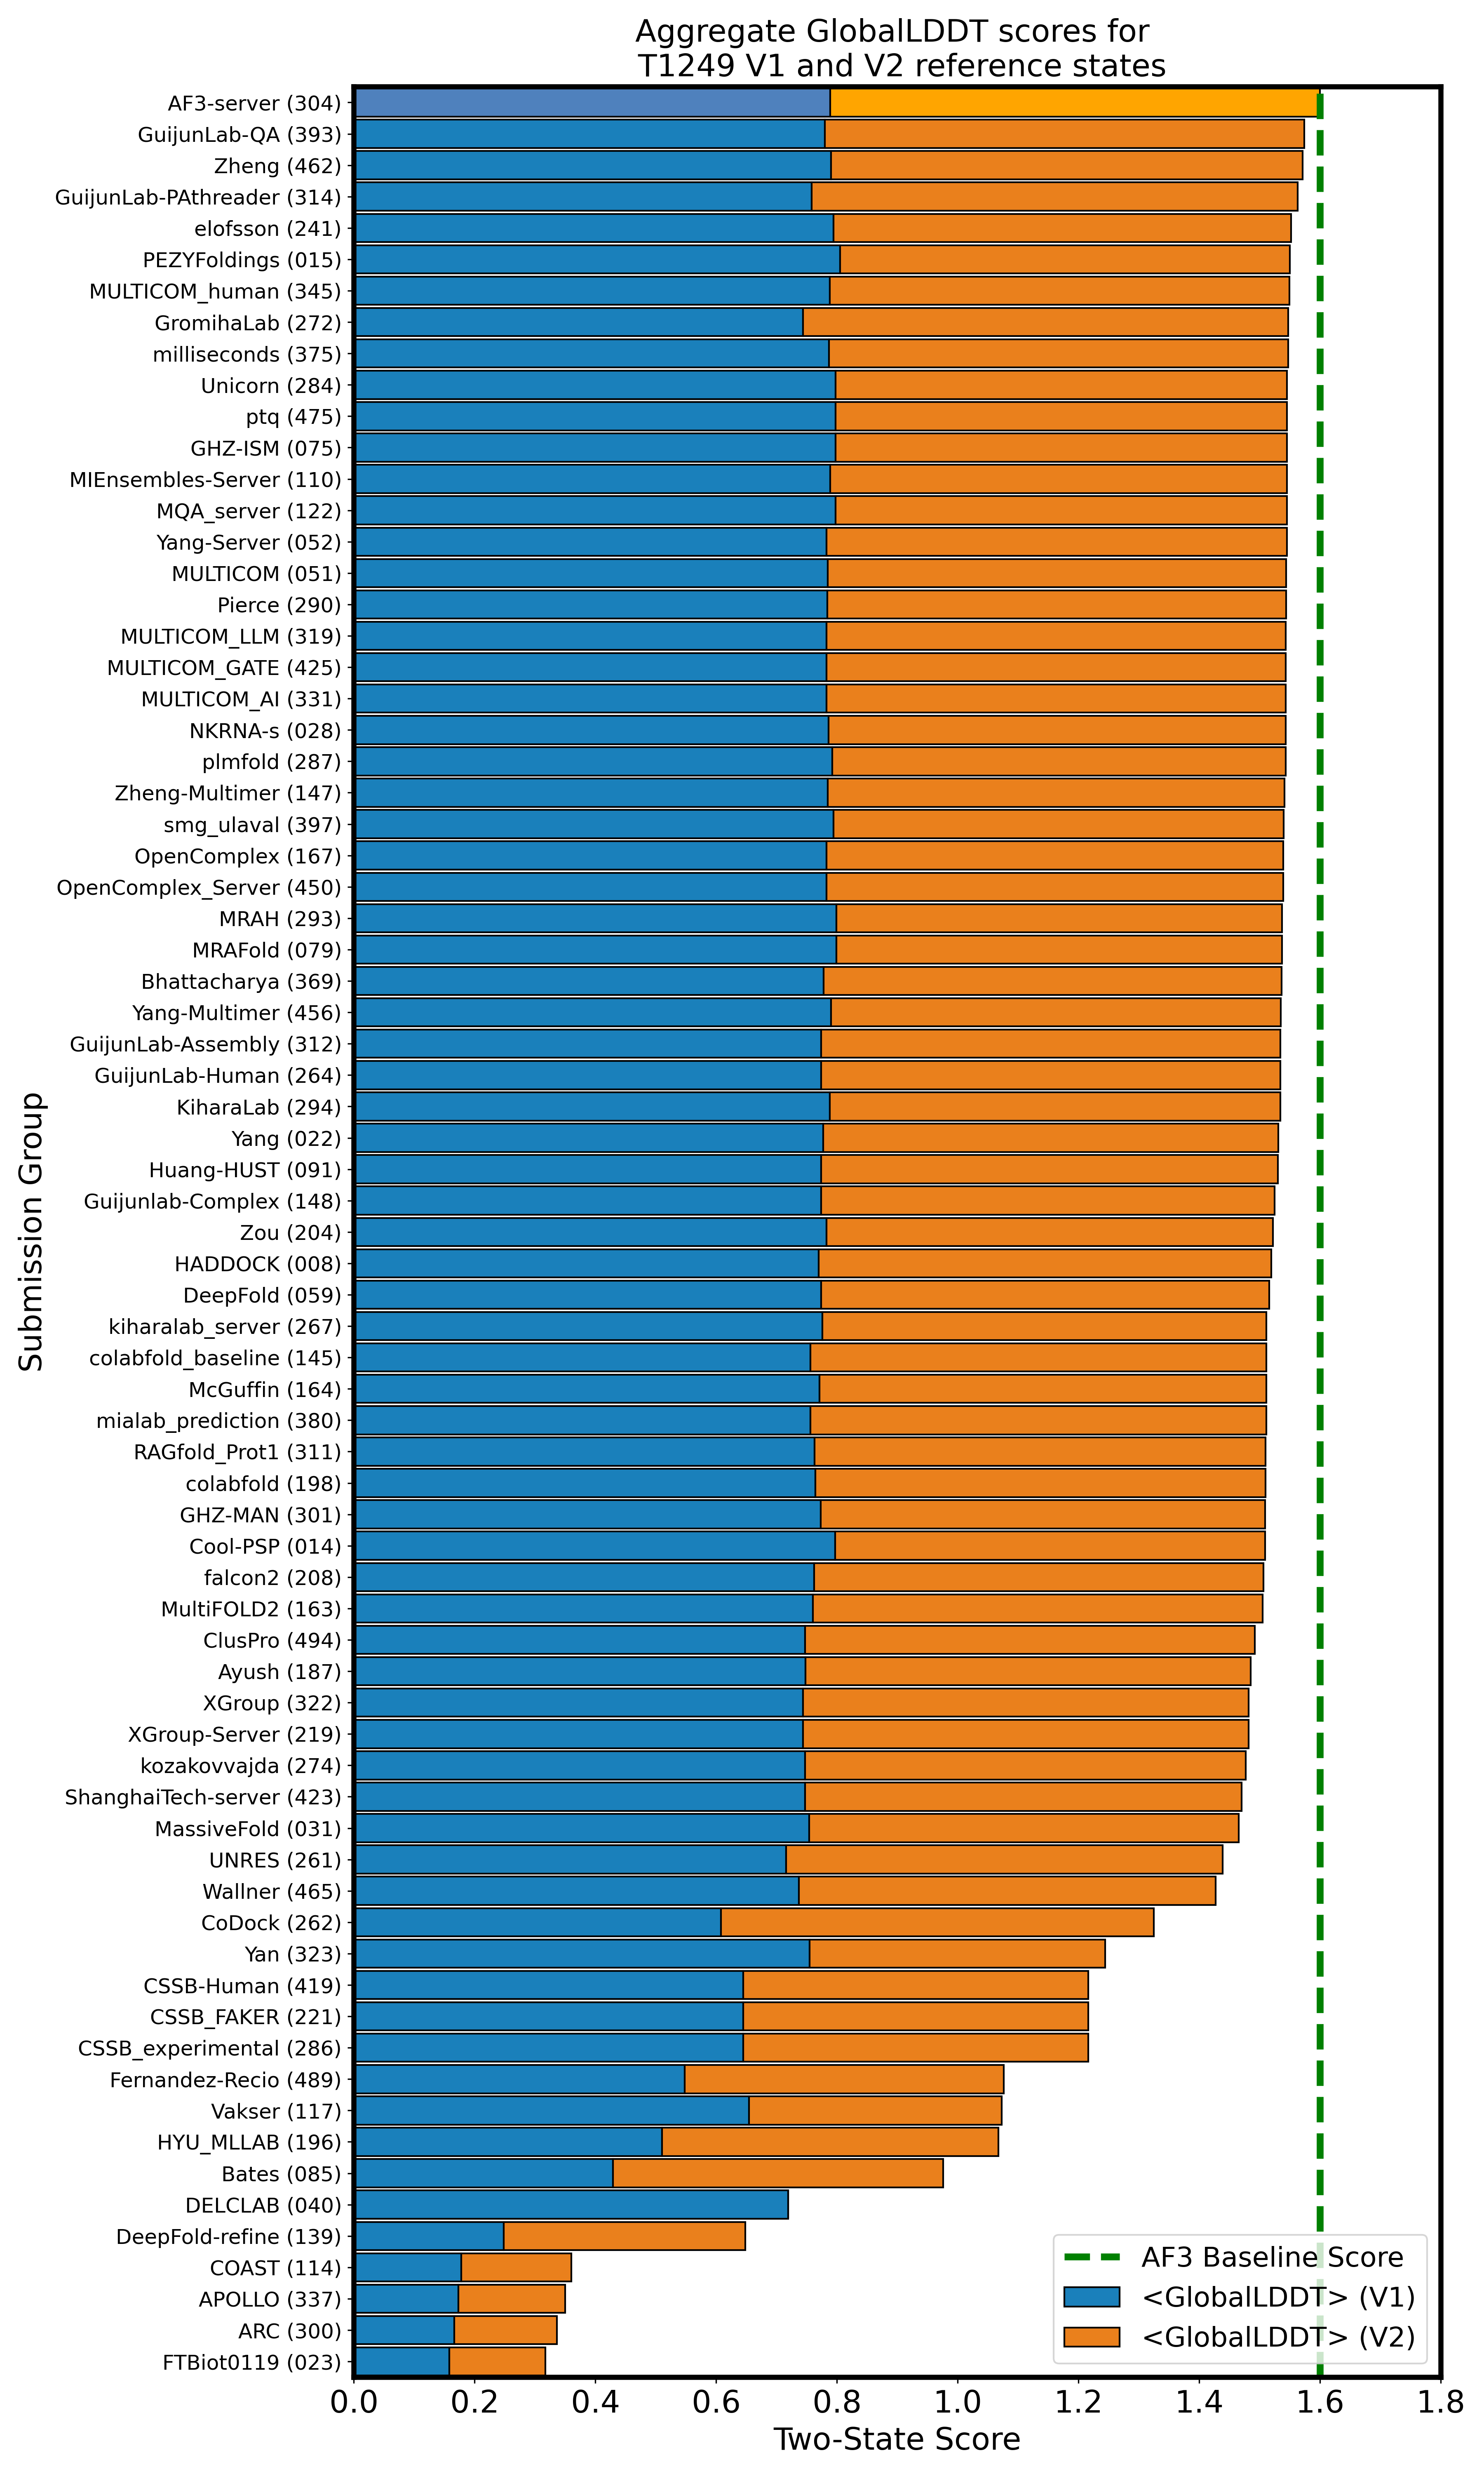 Aggregate GlobalLDDT scores for
T1249 V1 and V2 reference states
AF3-server (304)
GuijunLab-QA (393)
Zheng (462)
GuijunLab-PAthreader (314)
elofsson (241)
PEZYFoldings (015)
MULTICOM_human (345)
GromihaLab (272)
milliseconds (375)
Unicorn (284)
ptq (475)
GHZ-ISM (075)
MIEnsembles-Server (110)
MQA_server (122)
Yang-Server (052)
MULTICOM (051)
Pierce (290)
MULTICOM_LLM (319)
MULTICOM_GATE (425)
MULTICOM_AI (331)
NKRNA-s (028)
plmfold (287)
Zheng-Multimer (147)
smg_ulaval (397)
OpenComplex (167)
OpenComplex_Server (450)
MRAH (293)
MRAFold (079)
Bhattacharya (369)
Yang-Multimer (456)
GuijunLab-Assembly (312)
GuijunLab-Human (264)
KiharaLab (294)
Yang (022)
Huang-HUST (091)
Guijunlab-Complex (148)
Zou (204)
HADDOCK (008)
DeepFold (059)
kiharalab_server (267)
colabfold_baseline (145)
McGuffin (164)
mialab_prediction (380)
RAGfold_Prot1 (311)
colabfold (198)
GHZ-MAN (301)
Cool-PSP (014)
falcon2 (208)
MultiFOLD2 (163)
ClusPro (494)
Ayush (187)
XGroup (322)
XGroup-Server (219)
kozakovvajda (274)
ShanghaiTech-server (423)
MassiveFold (031)
UNRES (261)
Wallner (465)
CoDock (262)
Yan (323)
CSSB-Human (419)
CSSB_FAKER (221)
CSSB_experimental (286)
Fernandez-Recio (489)
Vakser (117)
HYU_MLLAB (196)
Bates (085)
DELCLAB (040)
DeepFold-refine (139)
COAST (114)
APOLLO (337)
ARC (300)
FTBiot0119 (023)
Submission Group
AF3 Baseline Score
<GlobalLDDT> (V1)
<GlobalLDDT> (V2)
0.0 0.2 0.4 0.6 0.8 1.0 1.2 1.4 1.6 1.8
Two-State Score